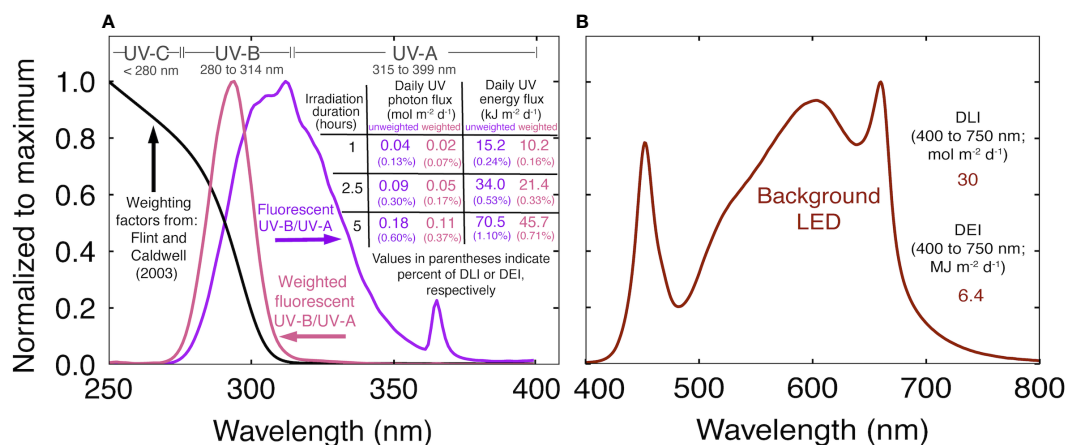 A
UV-C
UV-B
UV-A
< 280 nm
280 to 314 nm
315 to 399 nm
Normalized to maximum
1.0
0.8
0.6
0.4
0.2
0.0
Weighting
factors from:
Flint and
Caldwell
(2003)
Irradiation
duration
(hours)
Daily UV
photon flux
(mol m⁻² d⁻¹)
Daily UV
energy flux
(kJ m⁻² d⁻¹)
unweighted weighted unweighted weighted
1 0.04 0.02 15.2 10.2
(0.13%) (0.07%) (0.24%) (0.16%)
2.5 0.09 0.05 34.0 21.4
(0.30%) (0.17%) (0.53%) (0.33%)
5 0.18 0.11 70.5 45.7
(0.60%) (0.37%) (1.10%) (0.71%)
Fluorescent
UV-B/UV-A
Values in parentheses indicate
percent of DLI or DEI,
respectively
Weighted
fluorescent
UV-B/UV-A
250 300 350 400
Wavelength (nm)
B
Background
LED
DLI
(400 to 750 nm;
mol m⁻² d⁻¹)
30
DEI
(400 to 750 nm;
MJ m⁻² d⁻¹)
6.4
400 500 600 700 800
Wavelength (nm)